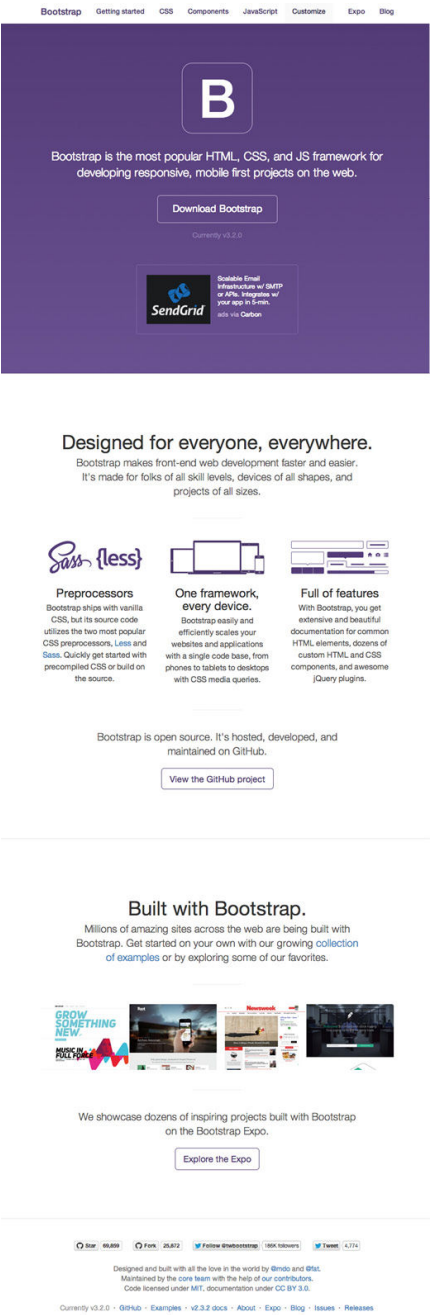 Bootstrap Getting started CSS Components JavaScript Customize Expo Blog
B
Bootstrap is the most popular HTML, CSS, and JS framework for
developing responsive, mobile first projects on the web.
Download Bootstrap
Currently v3.2.0
SendGrid
Scalable Email
Infrastructure w/ SMTP
or APIs. Integrates w/
your app in 5-min.
ads via Carbon
Designed for everyone, everywhere.
Bootstrap makes front-end web development faster and easier.
It's made for folks of all skill levels, devices of all shapes, and
projects of all sizes.
Sass {less}
Preprocessors
Bootstrap ships with vanilla
CSS, but its source code
utilizes the two most popular
CSS preprocessors, Less and
Sass. Quickly get started with
precompiled CSS or build on
the source.
One framework,
every device.
Bootstrap easily and
efficiently scales your
websites and applications
with a single code base, from
phones to tablets to desktops
with CSS media queries.
Full of features
With Bootstrap, you get
extensive and beautiful
documentation for common
HTML elements, dozens of
custom HTML and CSS
components, and awesome
jQuery plugins.
Bootstrap is open source. It's hosted, developed, and
maintained on GitHub.
View the GitHub project
Built with Bootstrap.
Millions of amazing sites across the web are being built with
Bootstrap. Get started on your own with our growing collection
of examples or by exploring some of our favorites.
GROW
SOMETHING
NEW
MUSIC IN
FULL FORCE
Newsweek
We showcase dozens of inspiring projects built with Bootstrap
on the Bootstrap Expo.
Explore the Expo
Star 69,859 Fork 25,872 Follow @twbootstrap 186K followers Tweet 4,774
Designed and built with all the love in the world by @mdo and @fat.
Maintained by the core team with the help of our contributors.
Code licensed under MIT, documentation under CC BY 3.0.
Currently v3.2.0 · GitHub · Examples · v2.3.2 docs · About · Expo · Blog · Issues · Releases